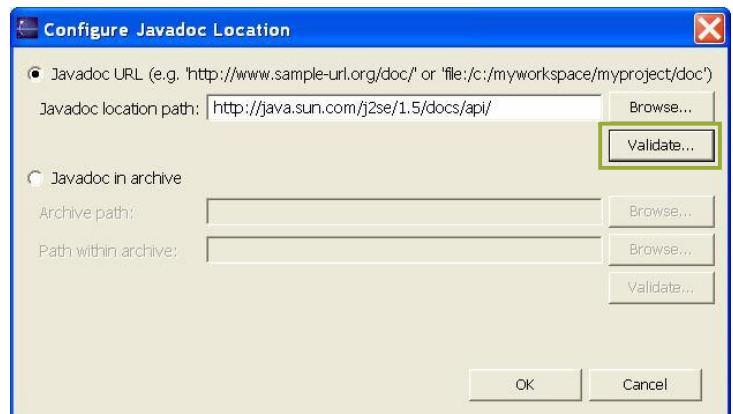 Configure Javadoc Location
Javadoc URL (e.g. 'http://www.sample-url.org/doc/' or 'file:/c:/myworkspace/myproject/doc')
Javadoc location path: http://java.sun.com/j2se/1.5/docs/api/ Browse...
Validate...
Javadoc in archive
Archive path: Browse...
Path within archive: Browse...
Validate...
OK Cancel